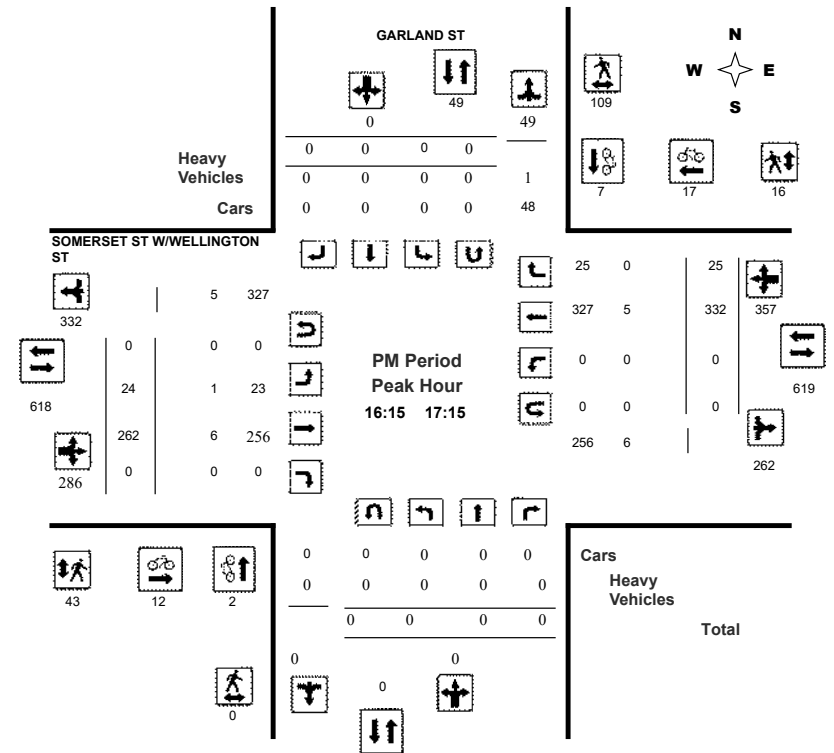 GARLAND ST
N
W E
S
49
109
0 49
0 0 0 0
Heavy
Vehicles
0 0 0 0 1
Cars
0 0 0 0 48
7 17 16
SOMERSET ST W/WELLINGTON
ST
332
5 327
25 0 25
327 5 332 357
0 0 0
0 0 0
256 6
262
619
618
0 0 0
24 1 23
262 6 256
0 0 0
286
PM Period
Peak Hour
16:15 17:15
43 12 2
0 0 0 0 0
Cars
0 0 0 0 0
Heavy
Vehicles
0 0 0 0
Total
0 0
0
0